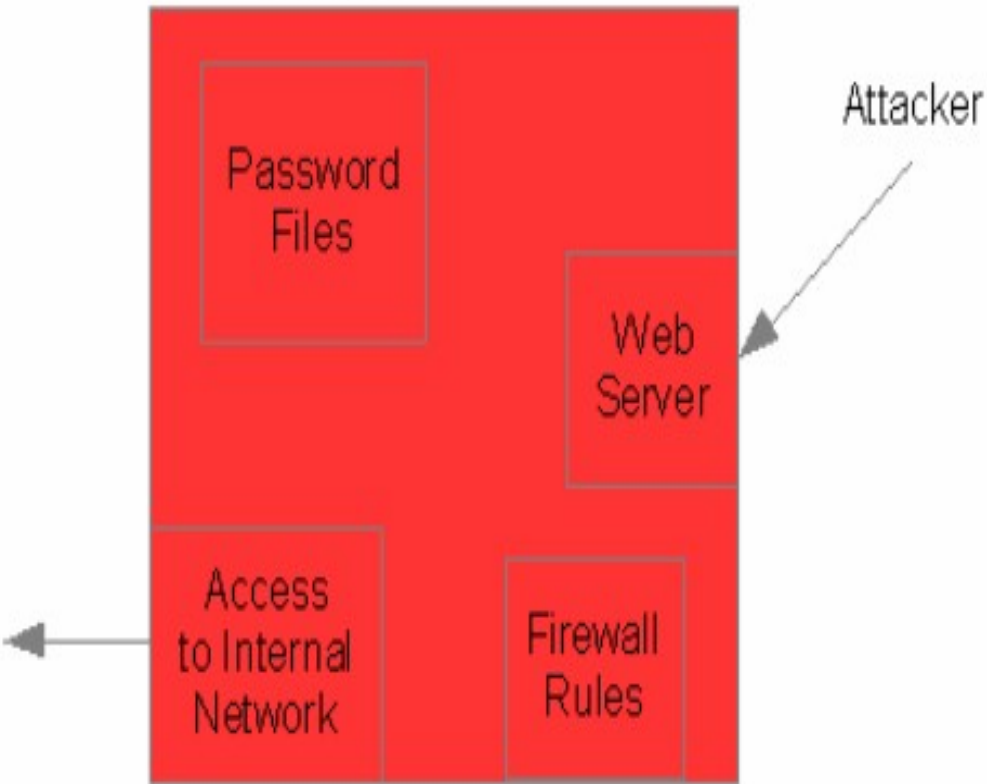 Attacker
Password
Files
Web
Server
Access
to Internal
Network
Firewall
Rules